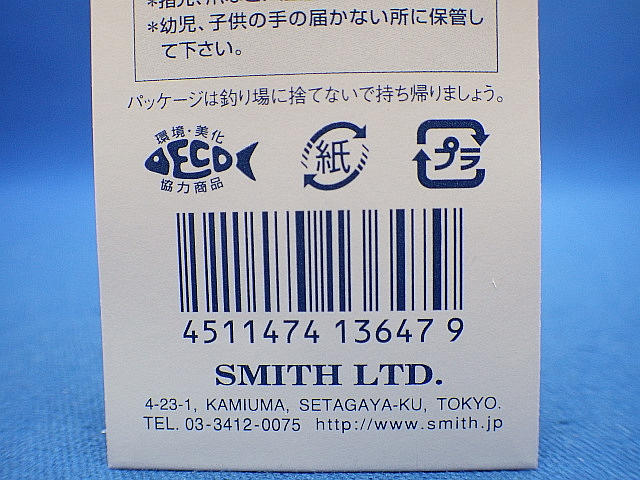 *幼児、子供の手の届かない所に保管し
て下さい。
パッケージは釣り場に捨てないで持ち帰りましょう。
環境・美化
ECO
協力商品
紙
プラ
4511474 13647 9
SMITH LTD.
4-23-1, KAMIUMA, SETAGAYA-KU, TOKYO.
TEL. 03-3412-0075 http://www.smith.jp